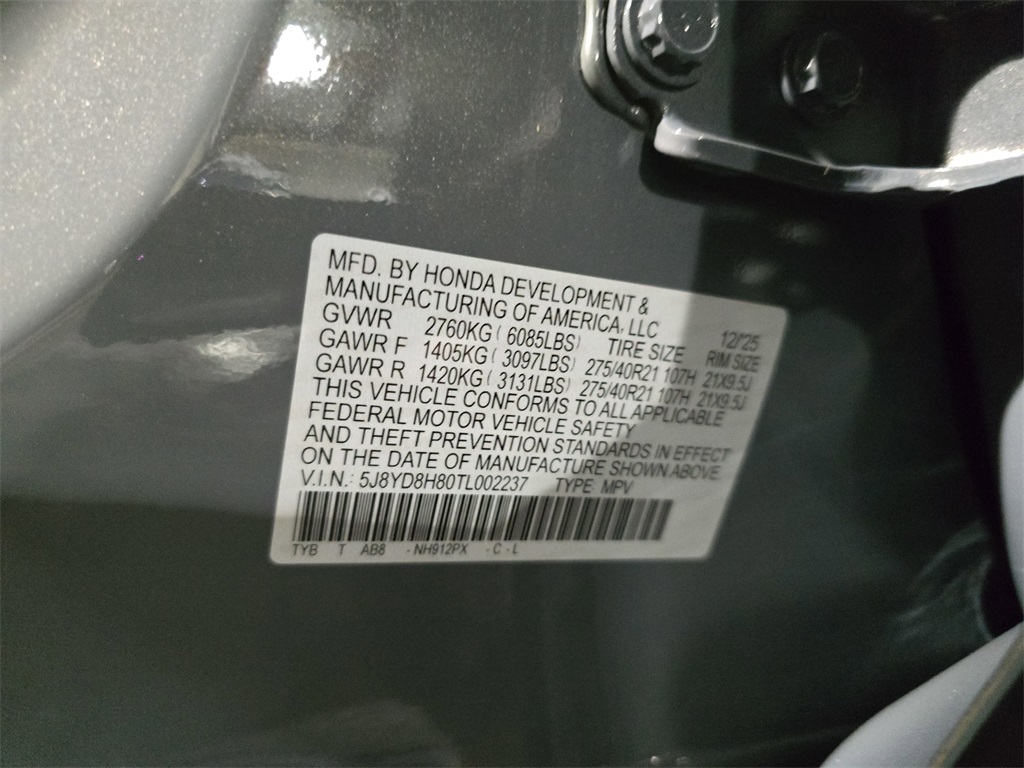 MFD. BY HONDA DEVELOPMENT &
MANUFACTURING OF AMERICA, LLC
GVWR 2760KG ( 6085LBS) 12/25
TIRE SIZE RIM SIZE
GAWR F 1405KG ( 3097LBS) 275/40R21 107H 21X9.5J
GAWR R 1420KG ( 3131LBS) 275/40R21 107H 21X9.5J
THIS VEHICLE CONFORMS TO ALL APPLICABLE
FEDERAL MOTOR VEHICLE SAFETY
AND THEFT PREVENTION STANDARDS IN EFFECT
ON THE DATE OF MANUFACTURE SHOWN ABOVE.
V.I.N.: 5J8YD8H80TL002237 TYPE MPV
TYB T AB8 - NH912PX - C - L